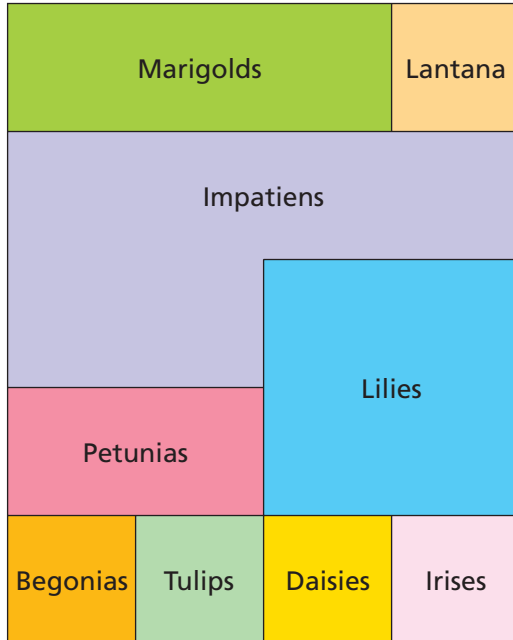 Marigolds
Lantana
Impatiens
Lilies
Petunias
Begonias
Tulips
Daisies
Irises